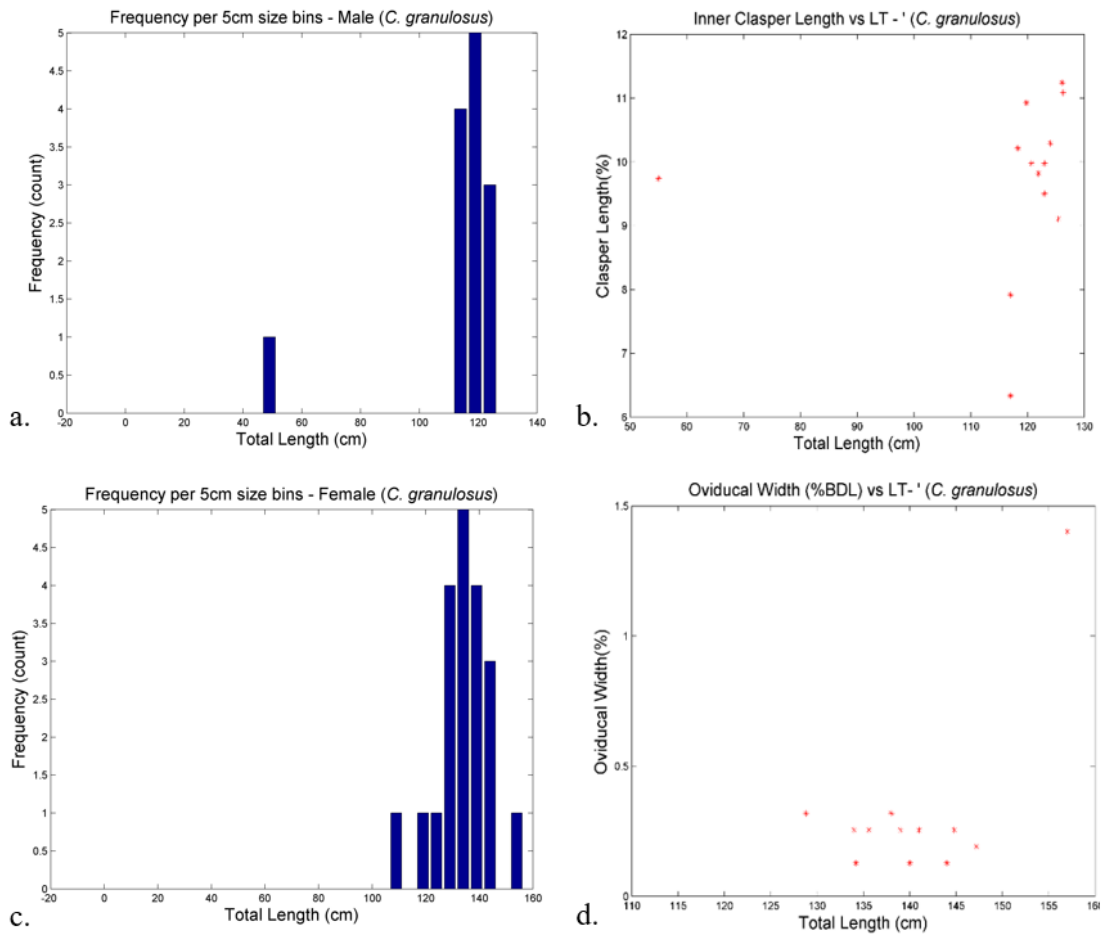 Frequency per 5cm size bins - Male (C. granulosus)
5
4.5
4
3.5
3
2.5
2
1.5
1
0.5
0
Frequency (count)
-20 0 20 40 60 80 100 120 140
Total Length (cm)
a.
Inner Clasper Length vs LT - ' (C. granulosus)
12
11
10
9
8
7
6
Clasper Length(%)
50 60 70 80 90 100 110 120 130
Total Length (cm)
b.
Frequency per 5cm size bins - Female (C. granulosus)
5
4.5
4
3.5
3
2.5
2
1.5
1
0.5
0
Frequency (count)
-20 0 20 40 60 80 100 120 140 160
Total Length (cm)
c.
Oviducal Width (%BDL) vs LT- ' (C. granulosus)
1.5
1
0.5
0
Oviducal Width(%)
110 115 120 125 130 135 140 145 150 155 160
Total Length (cm)
d.